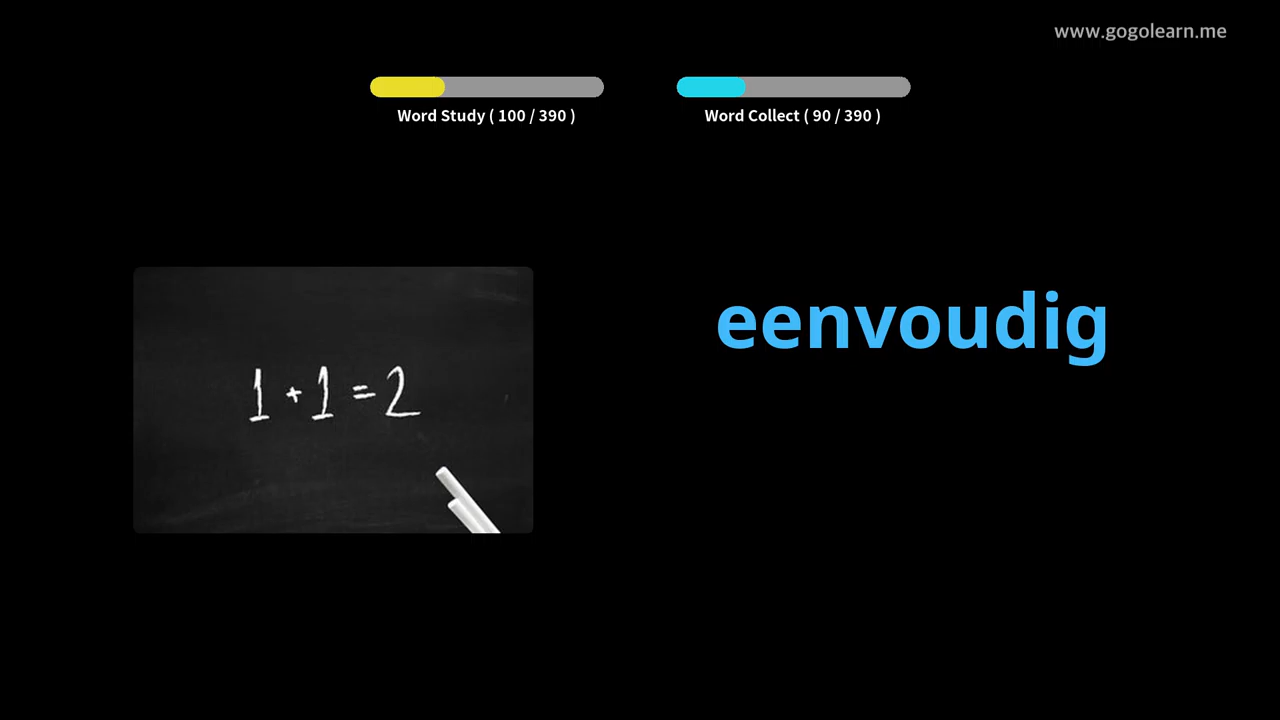 www.gogolearn.me
Word Study ( 100 / 390 )
Word Collect ( 90 / 390 )
eenvoudig
1 + 1 = 2